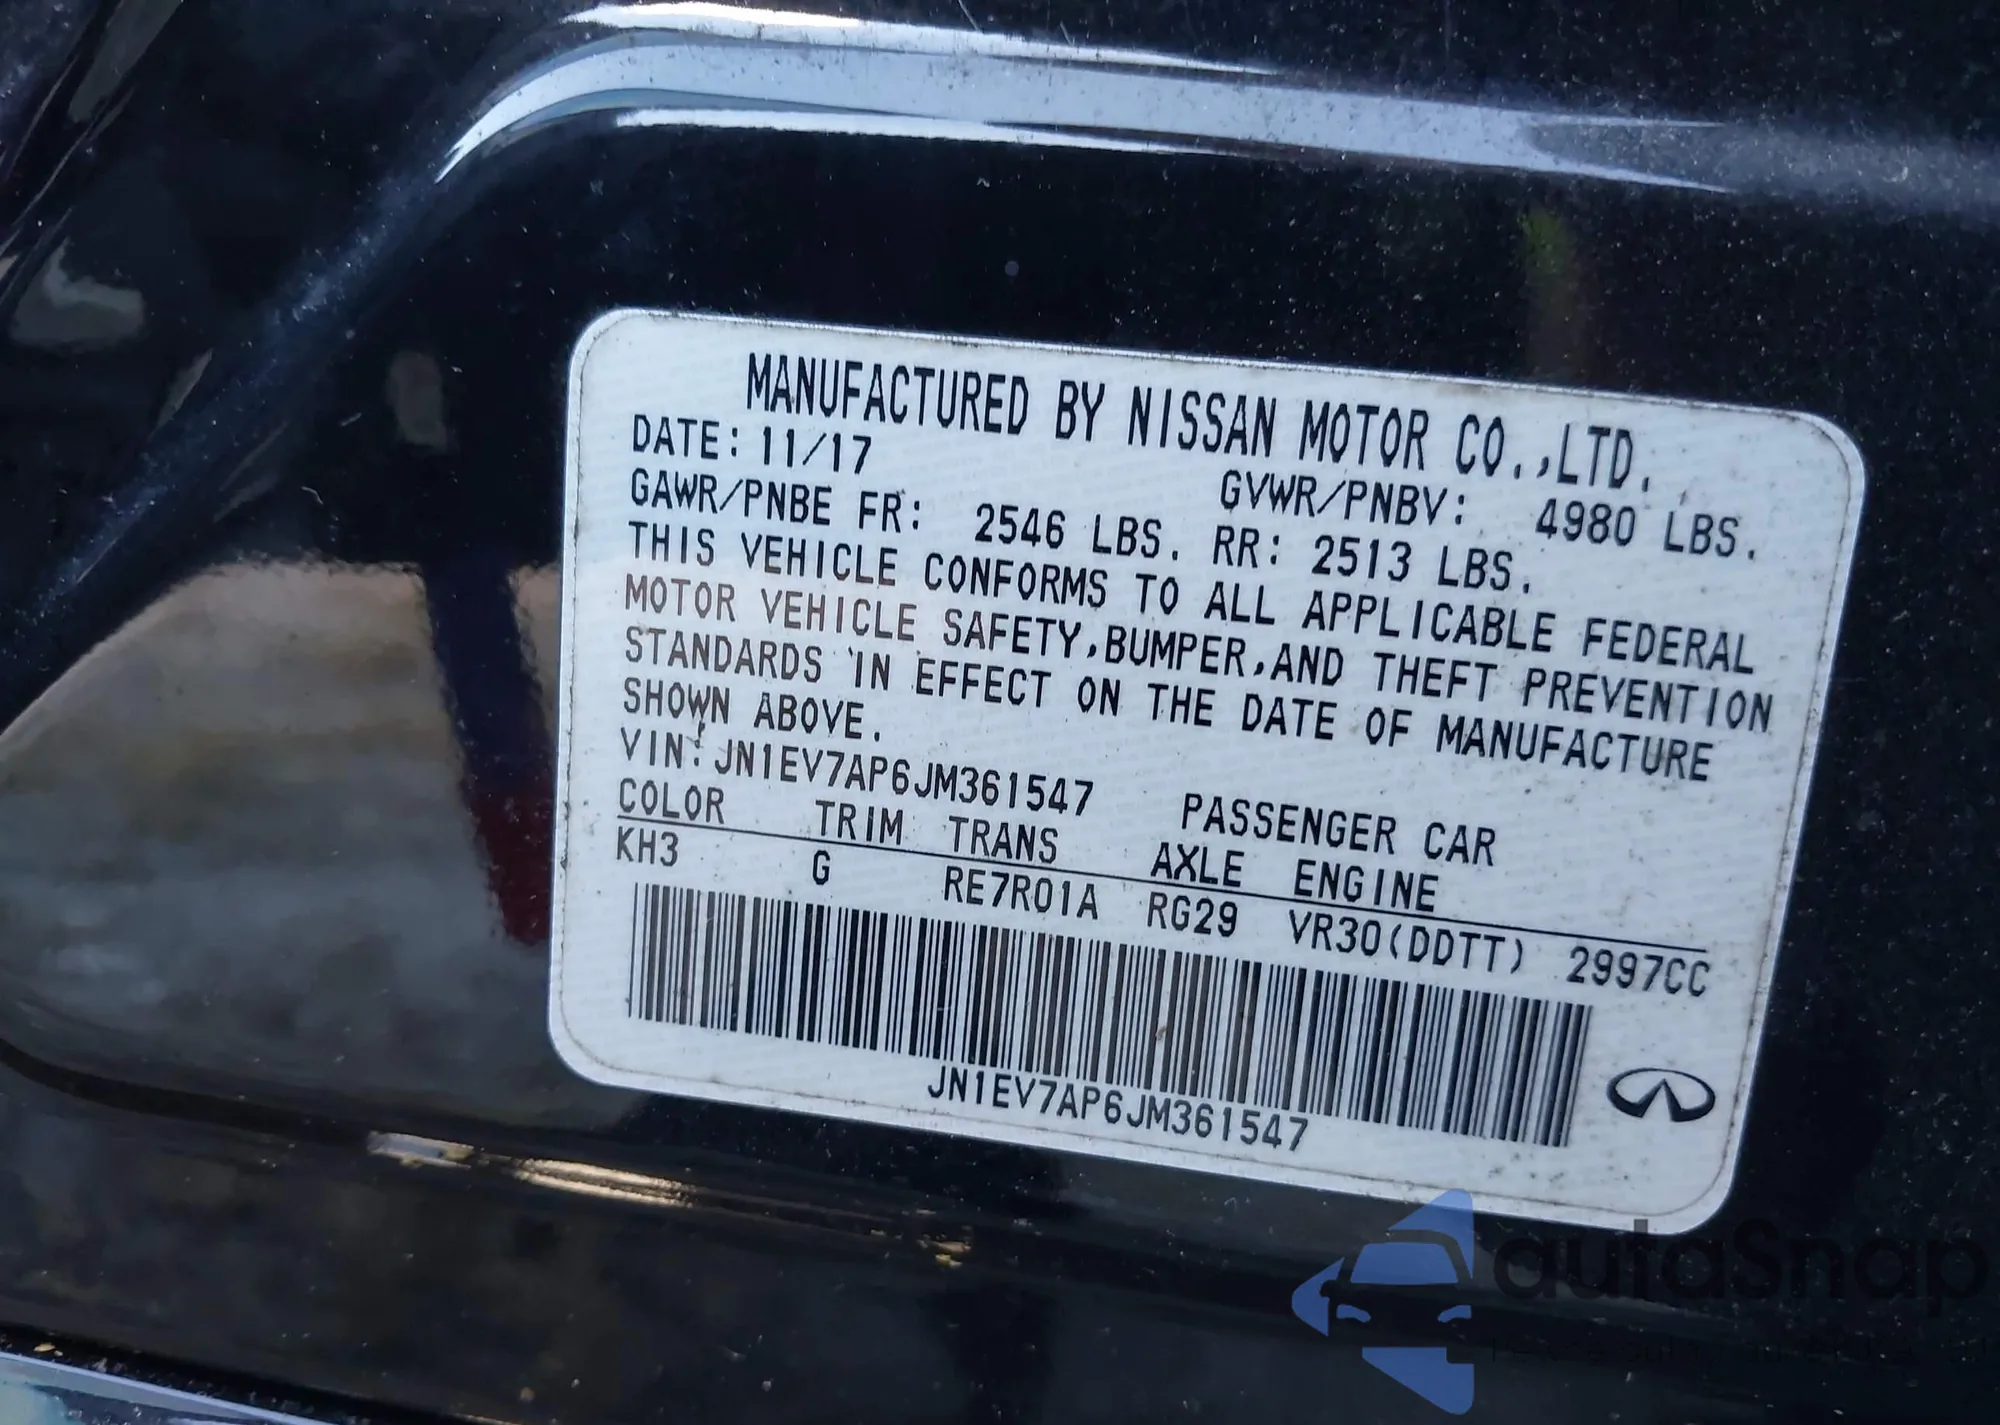 MANUFACTURED BY NISSAN MOTOR CO.,LTD.
DATE: 11/17 GVWR/PNBV: 4980 LBS.
GAWR/PNBE FR: 2546 LBS. RR: 2513 LBS.
THIS VEHICLE CONFORMS TO ALL APPLICABLE FEDERAL
MOTOR VEHICLE SAFETY,BUMPER,AND THEFT PREVENTION
STANDARDS IN EFFECT ON THE DATE OF MANUFACTURE
SHOWN ABOVE.
VIN: JN1EV7AP6JM361547 PASSENGER CAR
COLOR TRIM TRANS AXLE ENGINE
KH3 G RE7R01A RG29 VR30(DDTT) 2997CC
JN1EV7AP6JM361547
autaSnap